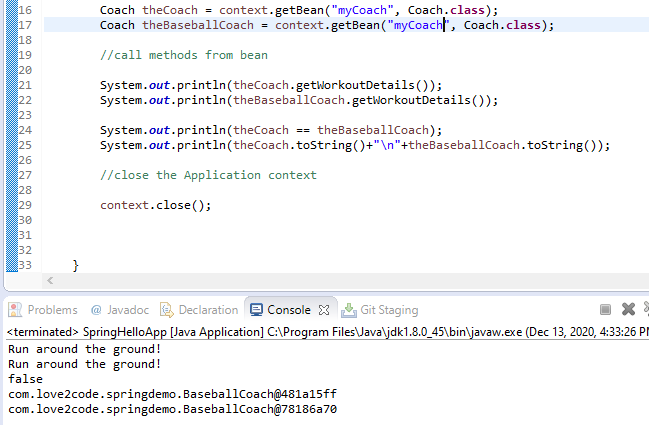 16 Coach theCoach = context.getBean("myCoach", Coach.class);
17 Coach theBaseballCoach = context.getBean("myCoach", Coach.class);
18
19 //call methods from bean
20
21 System.out.println(theCoach.getWorkoutDetails());
22 System.out.println(theBaseballCoach.getWorkoutDetails());
23
24 System.out.println(theCoach == theBaseballCoach);
25 System.out.println(theCoach.toString()+"\n"+theBaseballCoach.toString());
26
27 //close the Application context
28
29 context.close();
30
31
32
33 }
Problems @ Javadoc Declaration Console Git Staging
<terminated> SpringHelloApp [Java Application] C:\Program Files\Java\jdk1.8.0_45\bin\javaw.exe (Dec 13, 2020, 4:33:26 
Run around the ground!
Run around the ground!
false
com.love2code.springdemo.BaseballCoach@481a15ff
com.love2code.springdemo.BaseballCoach@78186a70